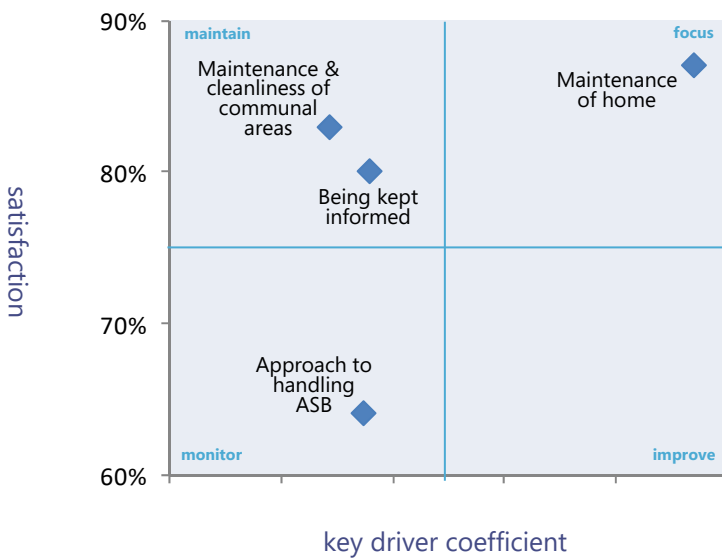 90%
maintain
focus
Maintenance &
cleanliness of
communal
areas
Maintenance
of home
80%
Being kept
informed
satisfaction
70%
Approach to
handling
ASB
monitor
improve
60%
key driver coefficient